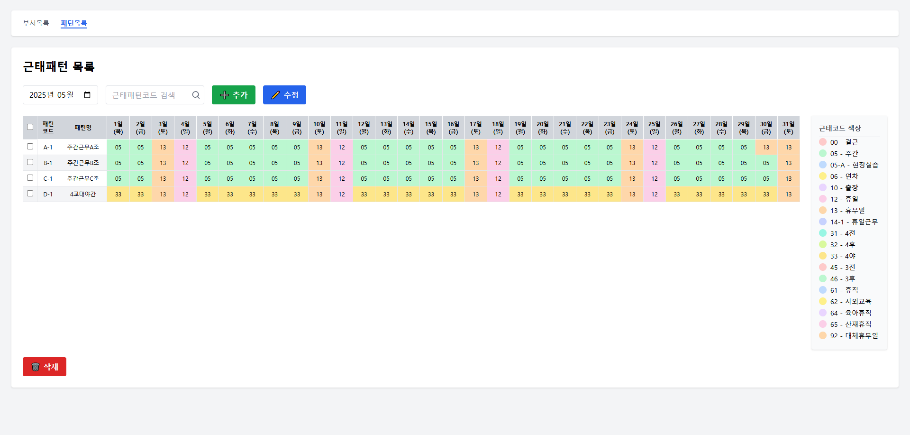 부서목록 패턴목록
근태패턴 목록
2025년 05월 근태패턴코드 검색 추가 수정
패턴코드 패턴명 1일(목) 2일(금) 3일(토) 4일(일) 5일(월) 6일(화) 7일(수) 8일(목) 9일(금) 10일(토) 11일(일) 12일(월) 13일(화) 14일(수) 15일(목) 16일(금) 17일(토) 18일(일) 19일(월) 20일(화) 21일(수) 22일(목) 23일(금) 24일(토) 25일(일) 26일(월) 27일(화) 28일(수) 29일(목) 30일(금) 31일(토)
A-1 주간근무A조 05 05 13 12 05 05 05 05 05 13 12 05 05 05 05 05 13 12 05 05 05 05 05 13 12 05 05 05 05 13 13
B-1 주간근무B조 05 05 13 12 05 05 05 05 05 13 12 05 05 05 05 05 13 12 05 05 05 05 05 13 12 05 05 05 05 05 13
C-1 주간근무C조 05 05 13 12 05 05 05 05 05 13 12 05 05 05 05 05 13 12 05 05 05 05 05 13 12 05 05 05 05 05 13
D-1 4교대야간 33 33 33 12 33 33 33 33 33 13 12 33 33 33 33 33 13 12 33 33 33 33 33 13 12 33 33 33 33 33 13
근태코드 색상
00 - 결근
05 - 주간
05-A - 현장실습
06 - 연차
10 - 출장
12 - 휴일
13 - 휴무일
14-1 - 휴일근무
31 - 4전
32 - 4후
33 - 4야
45 - 3전
46 - 3후
61 - 휴직
62 - 사외교육
64 - 육아휴직
65 - 산재휴직
92 - 대체휴무일
삭제